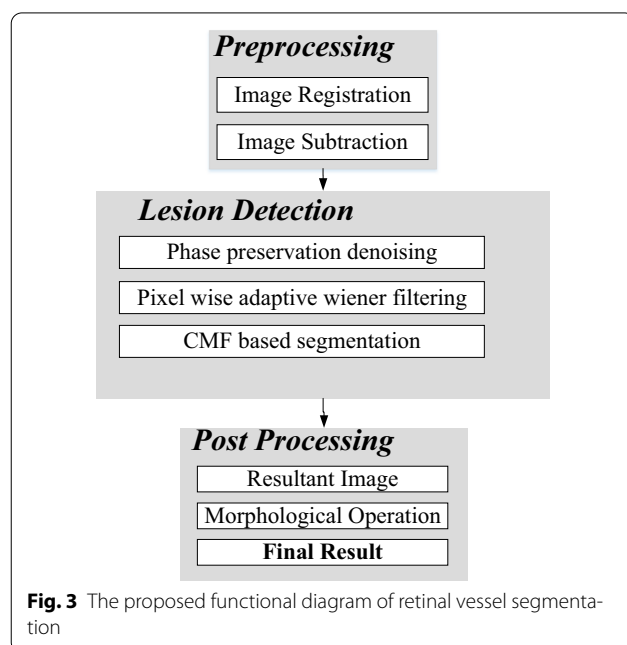 Preprocessing
Image Registration
Image Subtraction
Lesion Detection
Phase preservation denoising
Pixel wise adaptive wiener filtering
CMF based segmentation
Post Processing
Resultant Image
Morphological Operation
Final Result
Fig. 3 The proposed functional diagram of retinal vessel segmenta-
tion